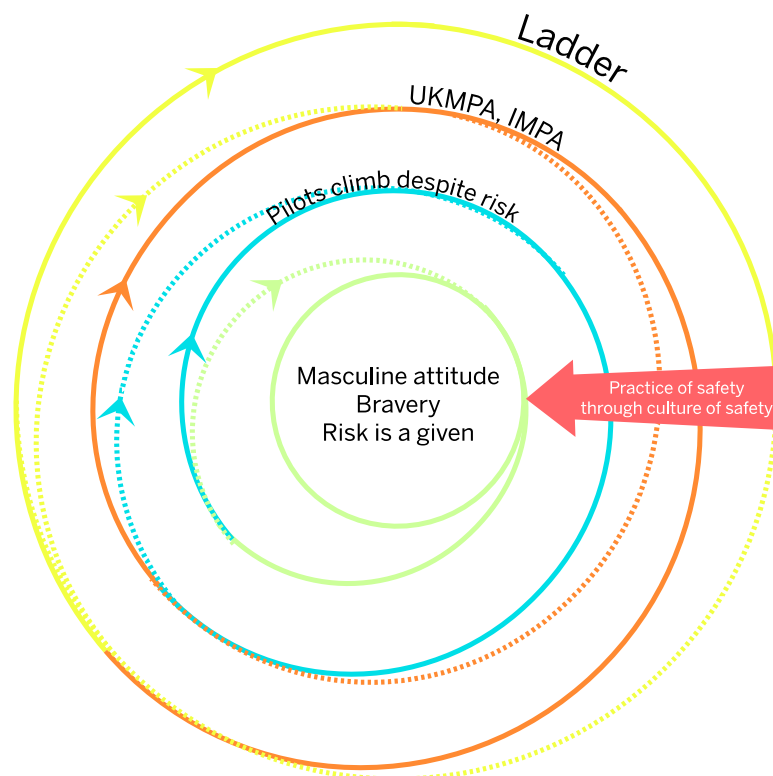 Ladder
UKMPA, IMPA
Pilots climb despite risk
Masculine attitude
Bravery
Risk is a given
Practice of safety
through culture of safety